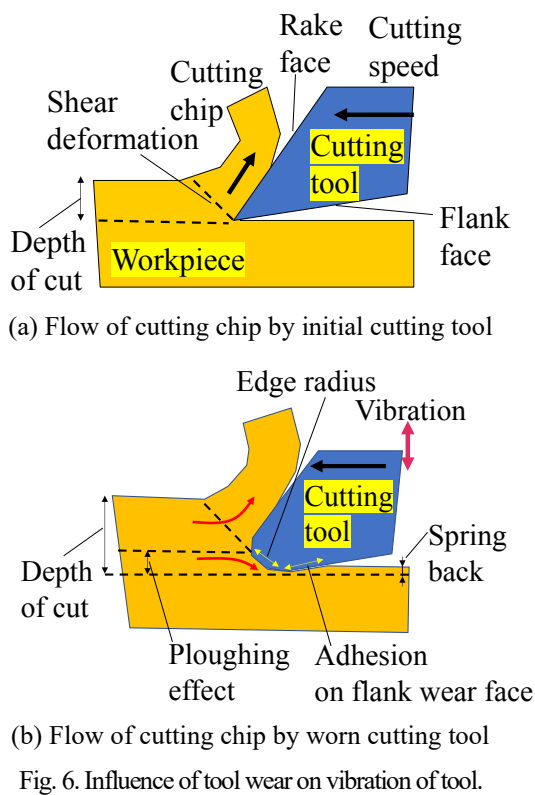 Rake
face
Cutting
speed
Cutting
chip
Shear
deformation
Cutting
tool
Depth
of cut
Workpiece
Flank
face
(a) Flow of cutting chip by initial cutting tool
Edge radius
Vibration
Cutting
tool
Spring
back
Depth
of cut
Ploughing
effect
Adhesion
on flank wear face
(b) Flow of cutting chip by worn cutting tool
Fig. 6. Influence of tool wear on vibration of tool.